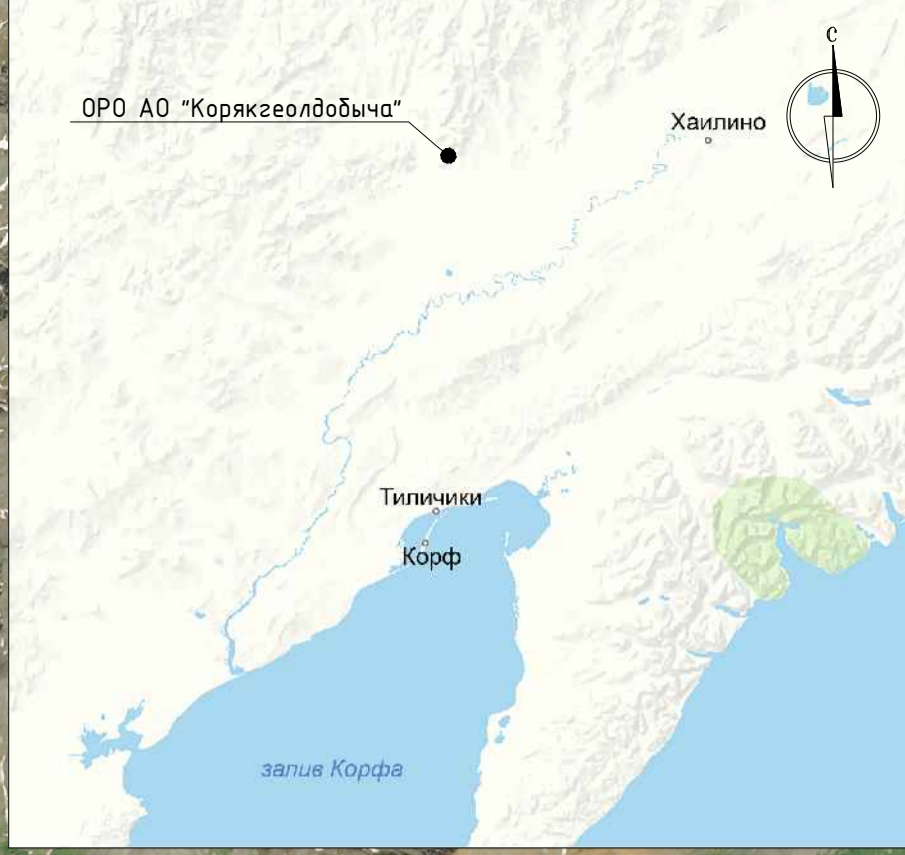 С
ОРО АО "Корякгеолдобыча"
Хаилино
Тиличики
Корф
залив Корфа